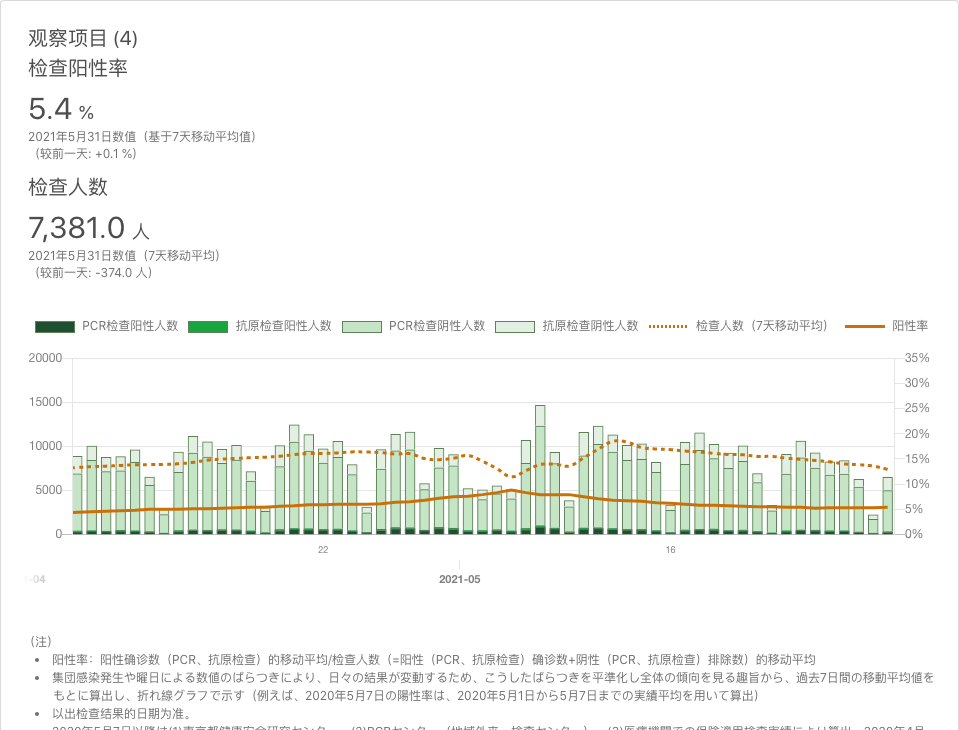 观察项目 (4)
检查阳性率
5.4 %
2021年5月31日数值（基于7天移动平均值）
（较前一天: +0.1 %）
检查人数
7,381.0 人
2021年5月31日数值（7天移动平均）
（较前一天: -374.0 人）
PCR检查阳性人数 抗原检查阳性人数 PCR检查阴性人数 抗原检查阴性人数 检查人数（7天移动平均） 阳性率
20000 35%
30%
15000 25%
20%
10000 15%
5000 10%
5%
0 0%
22 16
-04 2021-05
（注）
• 阳性率：阳性确诊数（PCR、抗原检查）的移动平均/检查人数（=阳性（PCR、抗原检查）确诊数+阴性（PCR、抗原检查）排除数）的移动平均
• 集団感染発生や曜日による数値のばらつきにより、日々の結果が変動するため、こうしたばらつきを平準化し全体の傾向を見る趣旨から、過去7日間の移動平均値を
もとに算出し、折れ線グラフで示す（例えば、2020年5月7日の陽性率は、2020年5月1日から5月7日までの実績平均を用いて算出）
• 以出检查结果的日期为准。